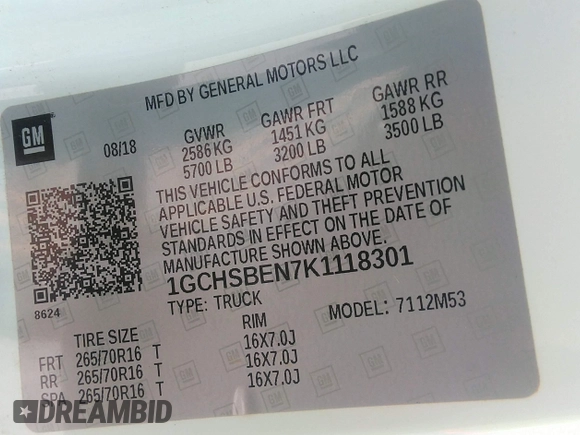 MFD BY GENERAL MOTORS LLC
GM
08/18
GVWR GAWR FRT GAWR RR
2586 KG 1451 KG 1588 KG
5700 LB 3200 LB 3500 LB
THIS VEHICLE CONFORMS TO ALL
APPLICABLE U.S. FEDERAL MOTOR
VEHICLE SAFETY AND THEFT PREVENTION
STANDARDS IN EFFECT ON THE DATE OF
MANUFACTURE SHOWN ABOVE.
1GCHSBEN7K1118301
8624
TYPE: TRUCK MODEL: 7112M53
TIRE SIZE RIM
FRT 265/70R16 T 16X7.0J
RR 265/70R16 T 16X7.0J
SPA 265/70R16 T 16X7.0J
DREAMBID